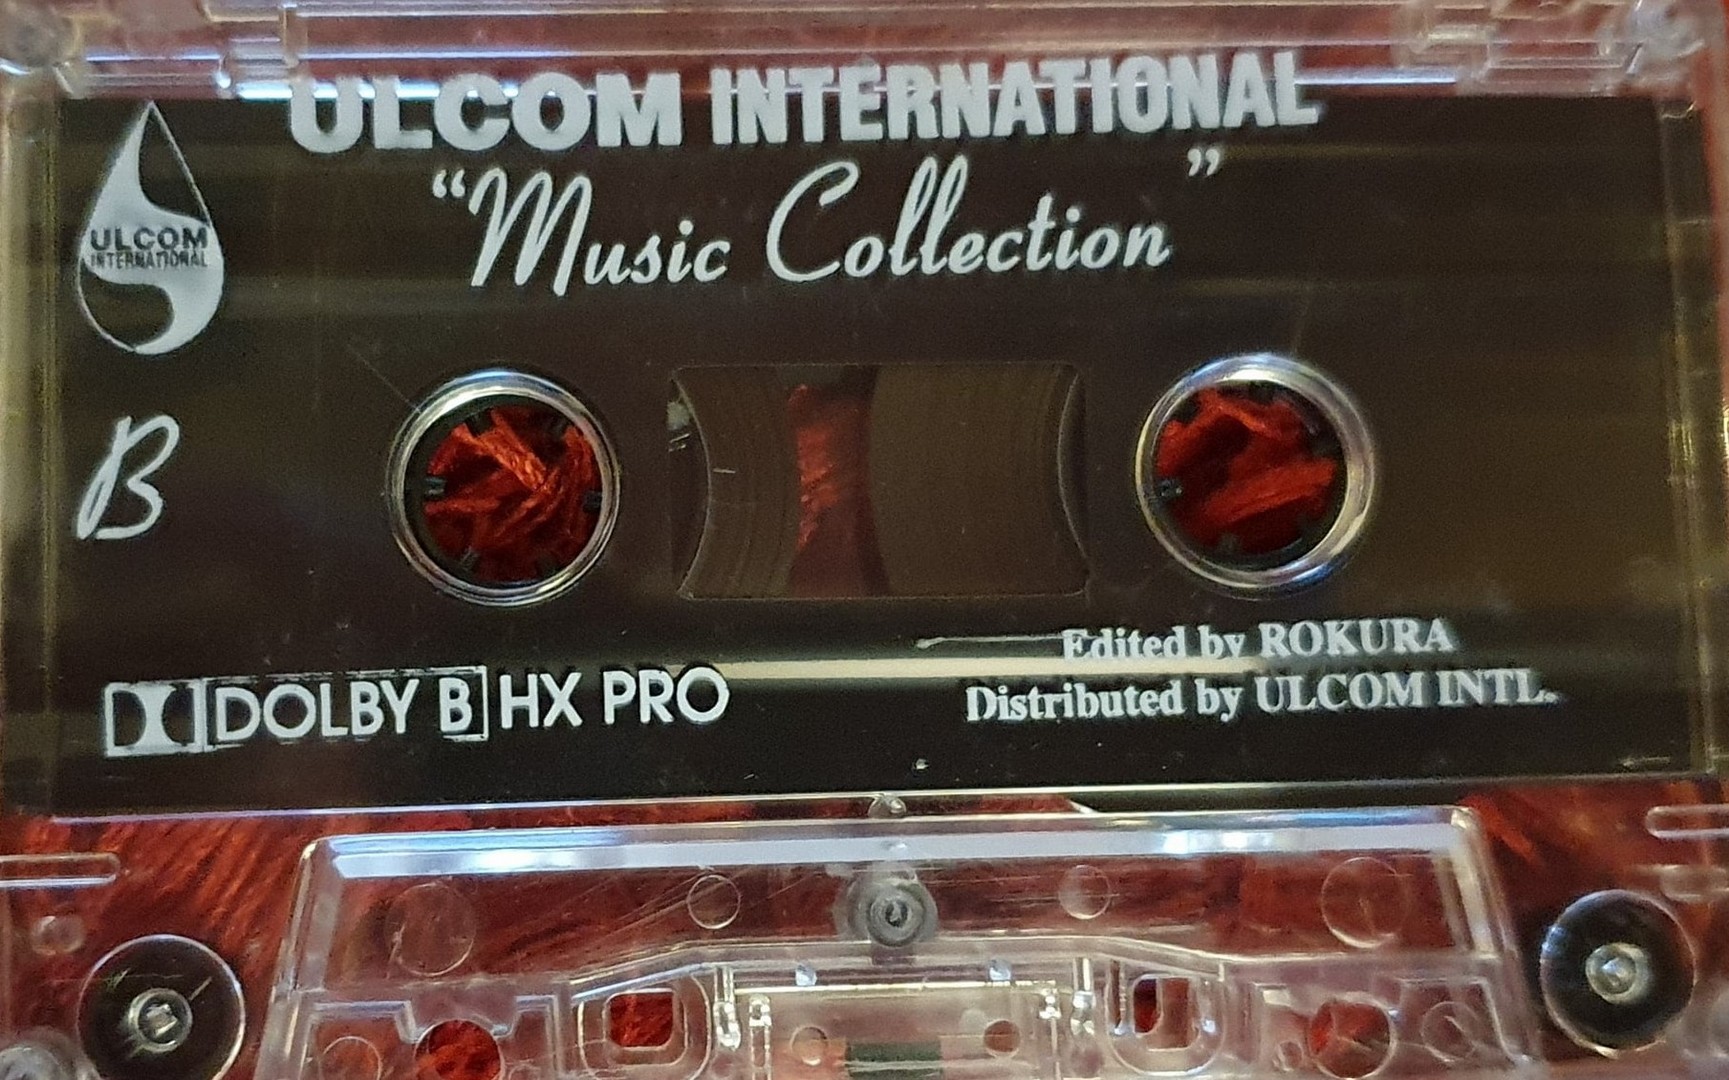 ULCOM INTERNATIONAL
“Music Collection”
ULCOM
INTERNATIONAL
B
DOLBY B HX PRO
Edited by ROKURA
Distributed by ULCOM INTL.